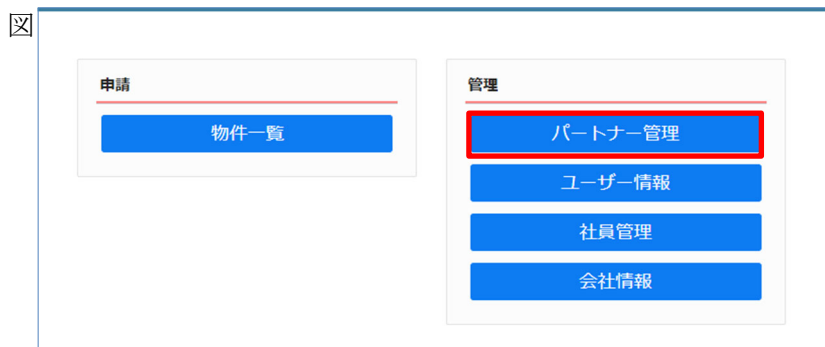 図
申請
物件一覧
管理
パートナー管理
ユーザー情報
社員管理
会社情報